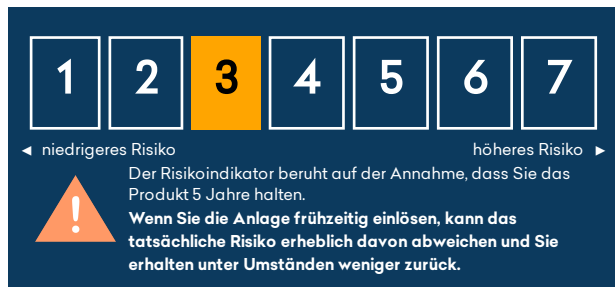 1 2 3 4 5 6 7
◄ niedrigeres Risiko höheres Risiko ►
Der Risikoindikator beruht auf der Annahme, dass Sie das
Produkt 5 Jahre halten.
Wenn Sie die Anlage frühzeitig einlösen, kann das
tatsächliche Risiko erheblich davon abweichen und Sie
erhalten unter Umständen weniger zurück.